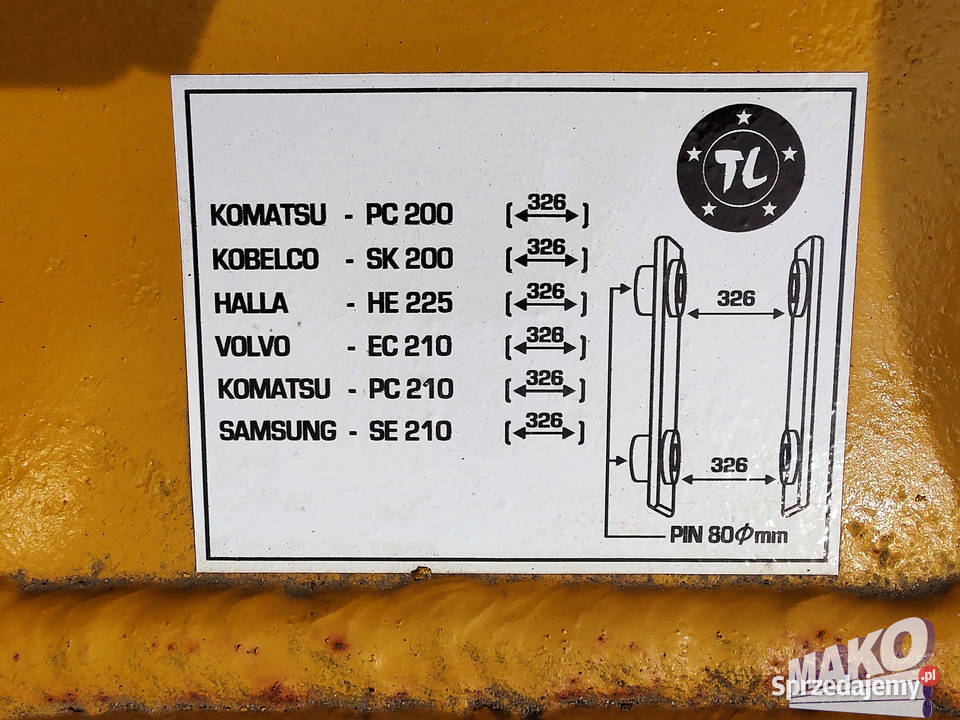 TL
KOMATSU - PC 200 [326]
KOBELCO - SK 200 [326]
HALLA - HE 225 [326]
VOLVO - EC 210 [326]
KOMATSU - PC 210 [326]
SAMSUNG - SE 210 [326]
326
326
PIN 80Φmm
MAKO
Sprzedajemy.pl